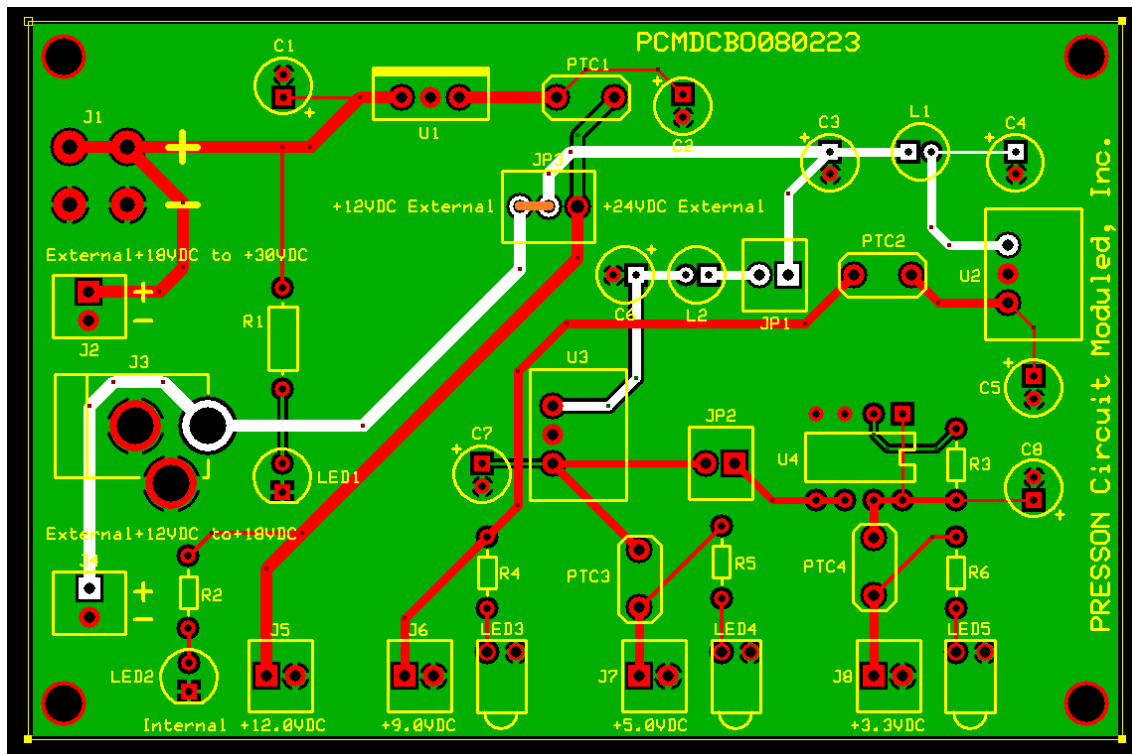 PCMDCBO080223
C1
PTC1
J1
U1
C2
C3
L1
C4
JP3
+12VDC External
+24VDC External
External+18VDC to +30VDC
PTC2
U2
C6
L2
JP1
J2
R1
U3
J3
C5
JP2
C7
U4
R3
C8
LED1
External+12VDC to+18VDC
J4
R2
R4
PTC3
R5
PTC4
R6
J5
J6
LED3
LED4
LED5
LED2
J7
J8
Internal +12.0VDC
+9.0VDC
+5.0VDC
+3.3VDC
PRESSON Circuit Moduled, Inc.